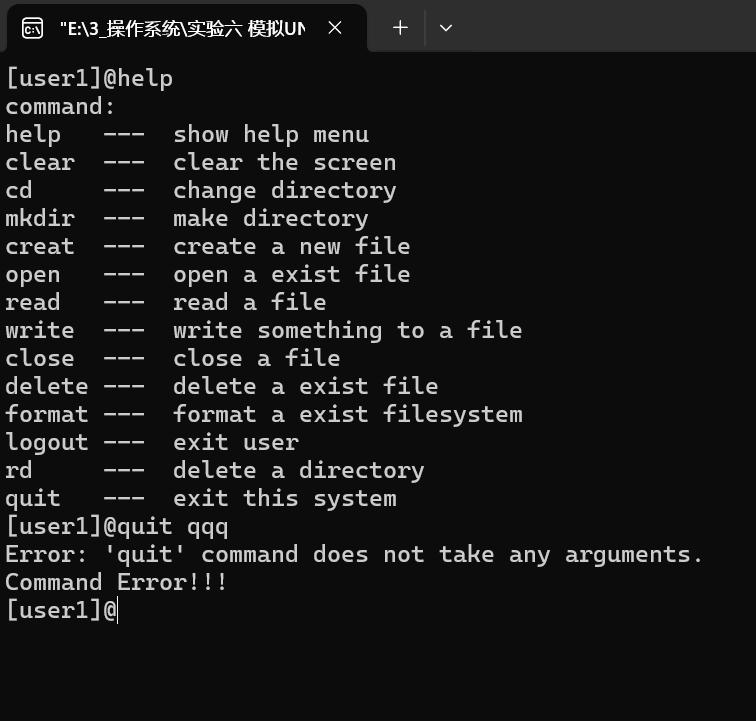 "E:\3_操作系统\实验六 模拟UN
[user1]@help
command:
help   ---  show help menu
clear  ---  clear the screen
cd     ---  change directory
mkdir  ---  make directory
creat  ---  create a new file
open   ---  open a exist file
read   ---  read a file
write  ---  write something to a file
close  ---  close a file
delete ---  delete a exist file
format ---  format a exist filesystem
logout ---  exit user
rd     ---  delete a directory
quit   ---  exit this system
[user1]@quit qqq
Error: 'quit' command does not take any arguments.
Command Error!!!
[user1]@